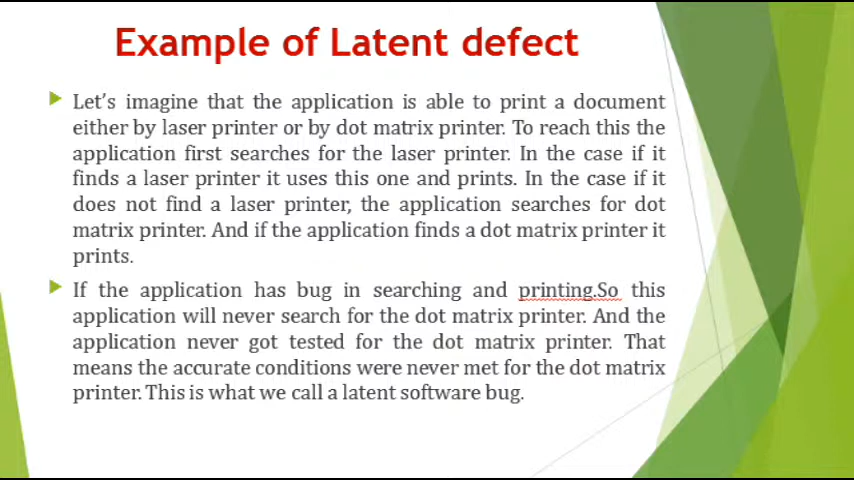 Example of Latent defect
Let's imagine that the application is able to print a document
either by laser printer or by dot matrix printer. To reach this the
application first searches for the laser printer. In the case if it
finds a laser printer it uses this one and prints. In the case if it
does not find a laser printer, the application searches for dot
matrix printer. And if the application finds a dot matrix printer it
prints.
If the application has bug in searching and printing.So this
application will never search for the dot matrix printer. And the
application never got tested for the dot matrix printer. That
means the accurate conditions were never met for the dot matrix
printer. This is what we call a latent software bug.